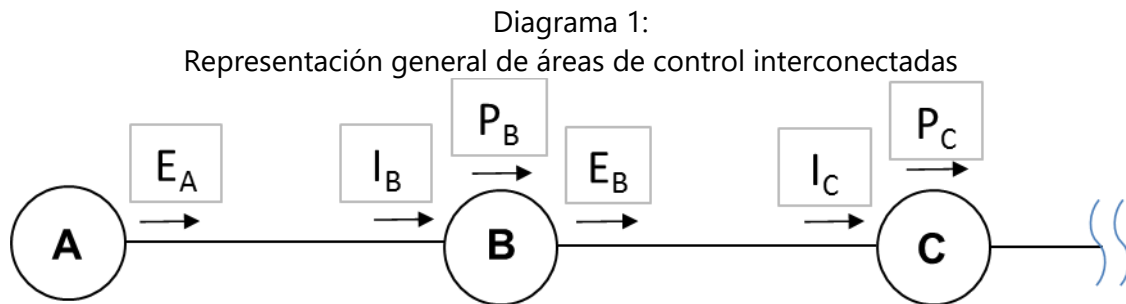 Diagrama 1:
Representación general de áreas de control interconectadas
E_A
I_B
P_B
E_B
I_C
P_C
A
B
C